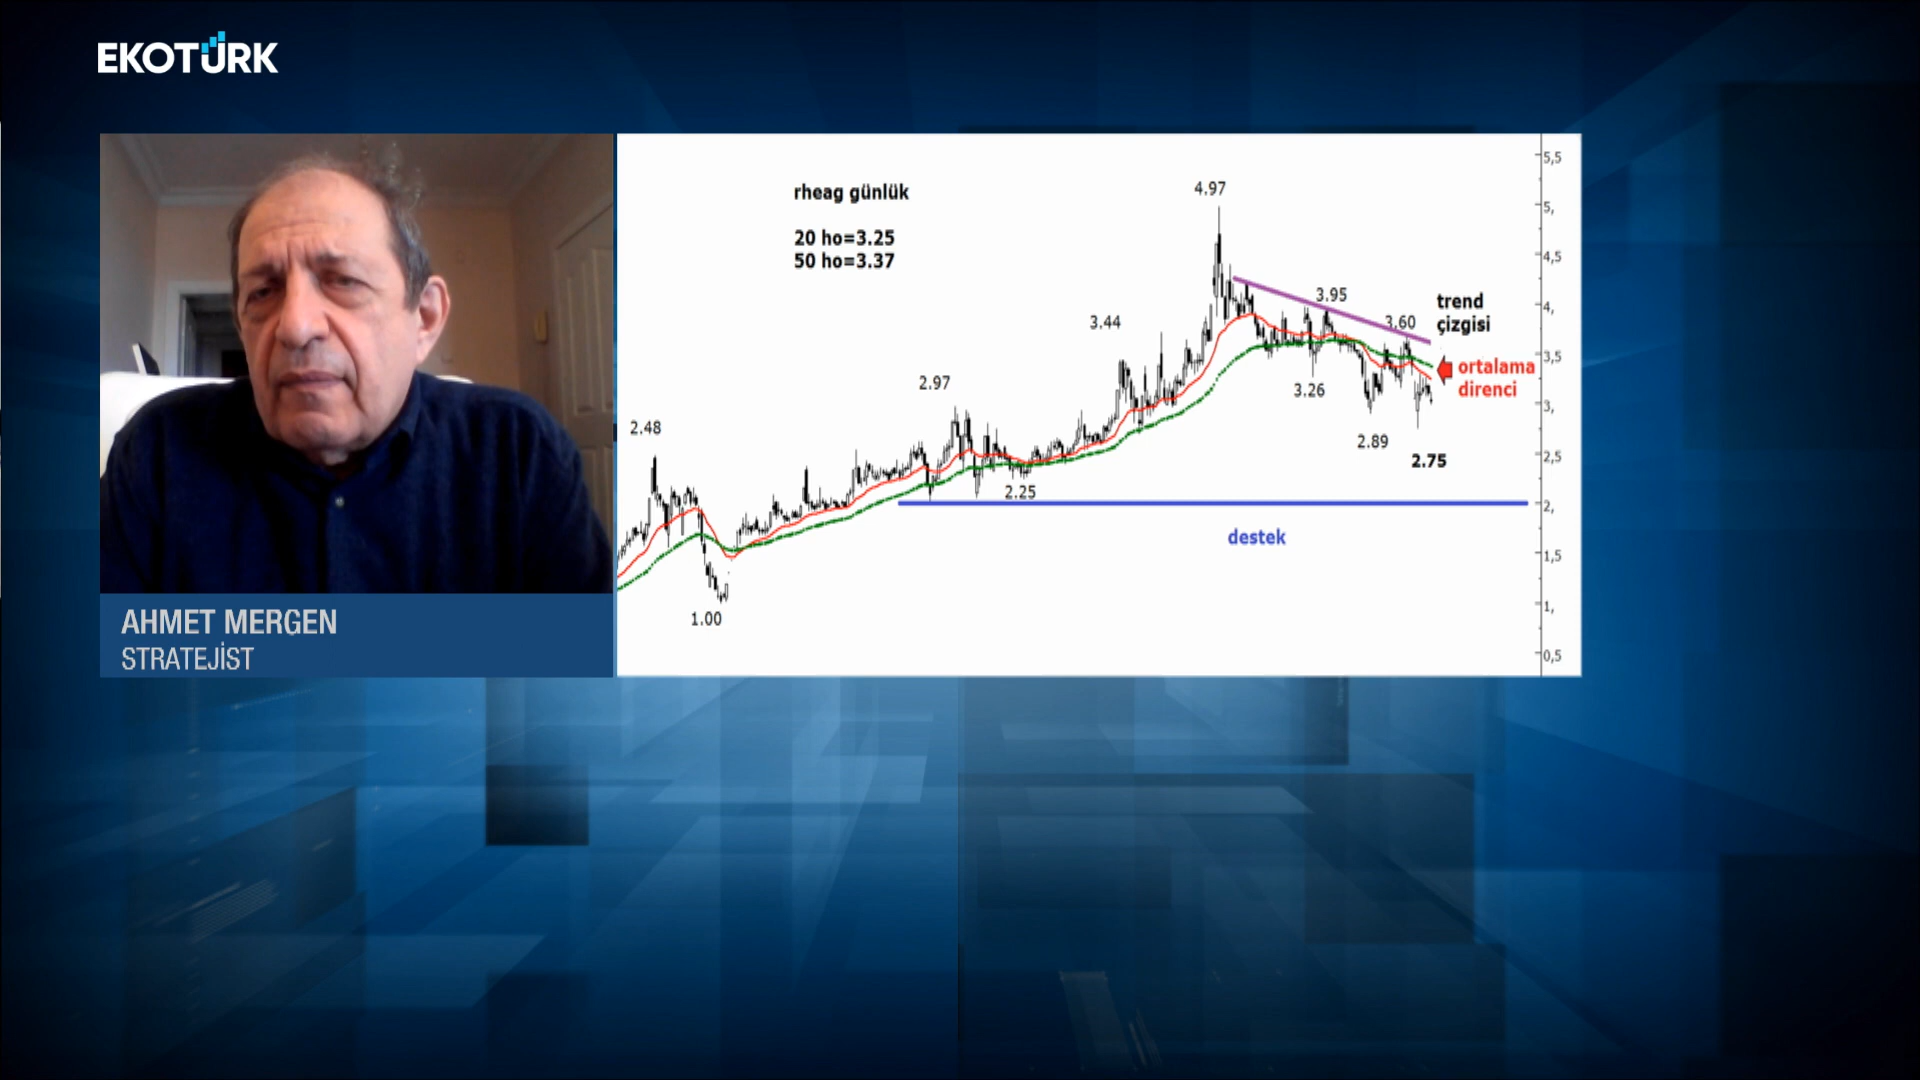 EKOTÜRK
AHMET MERGEN
STRATEJİST
rheag günlük
20 ho=3.25
50 ho=3.37
2.48
1.00
2.97
2.25
3.44
4.97
3.26
3.95
2.89
3.60
2.75
trend
çizgisi
ortalama
direnci
destek
5,5
5,
4,5
4,
3,5
3,
2,5
2,
1,5
1,
0,5